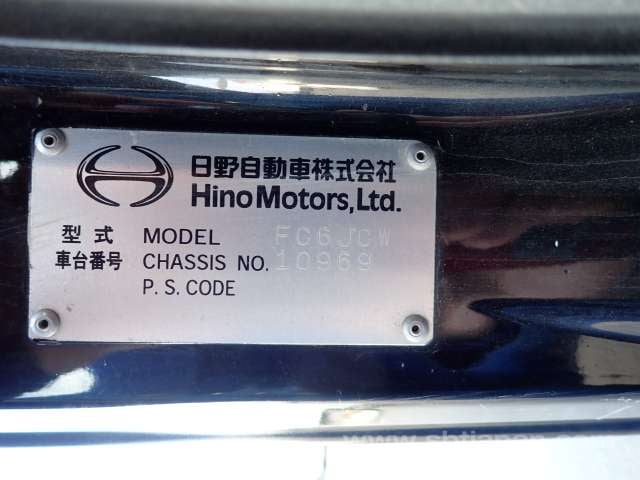 日野自動車株式会社
Hino Motors, Ltd.
型式 MODEL FC6JCW
車台番号 CHASSIS NO. 10969
P.S. CODE